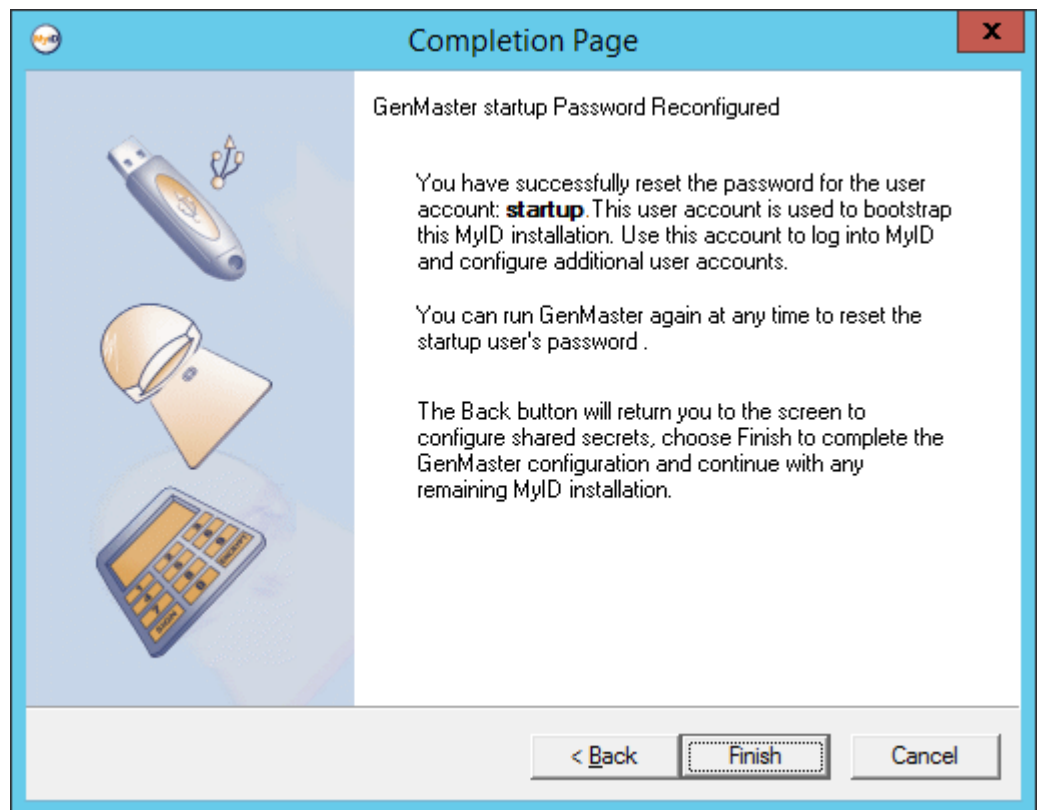 MyID
Completion Page
x
GenMaster startup Password Reconfigured
You have successfully reset the password for the user
account: startup. This user account is used to bootstrap
this MyID installation. Use this account to log into MyID
and configure additional user accounts.
You can run GenMaster again at any time to reset the
startup user's password .
The Back button will return you to the screen to
configure shared secrets, choose Finish to complete the
GenMaster configuration and continue with any
remaining MyID installation.
ENCRYPT
SIGN
< Back
Finish
Cancel